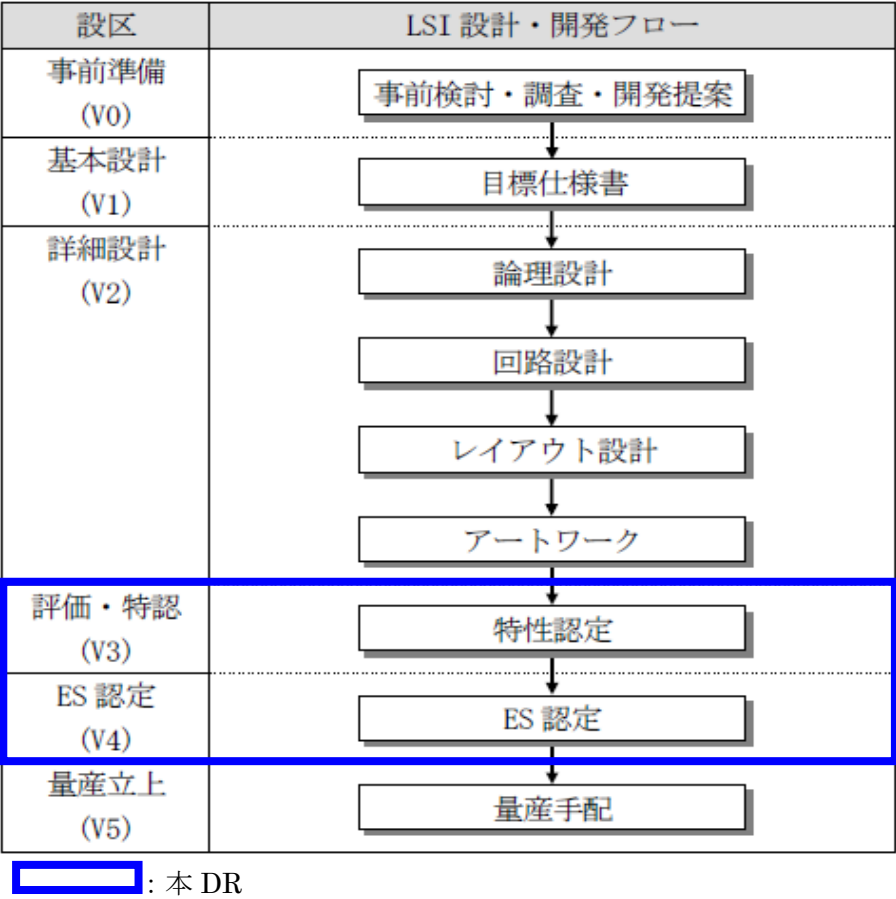 設区 LSI 設計・開発フロー
事前準備
(V0)
事前検討・調査・開発提案
基本設計
(V1)
目標仕様書
詳細設計
(V2)
論理設計
回路設計
レイアウト設計
アートワーク
評価・特認
(V3)
特性認定
ES 認定
(V4)
ES 認定
量産立上
(V5)
量産手配
: 本 DR